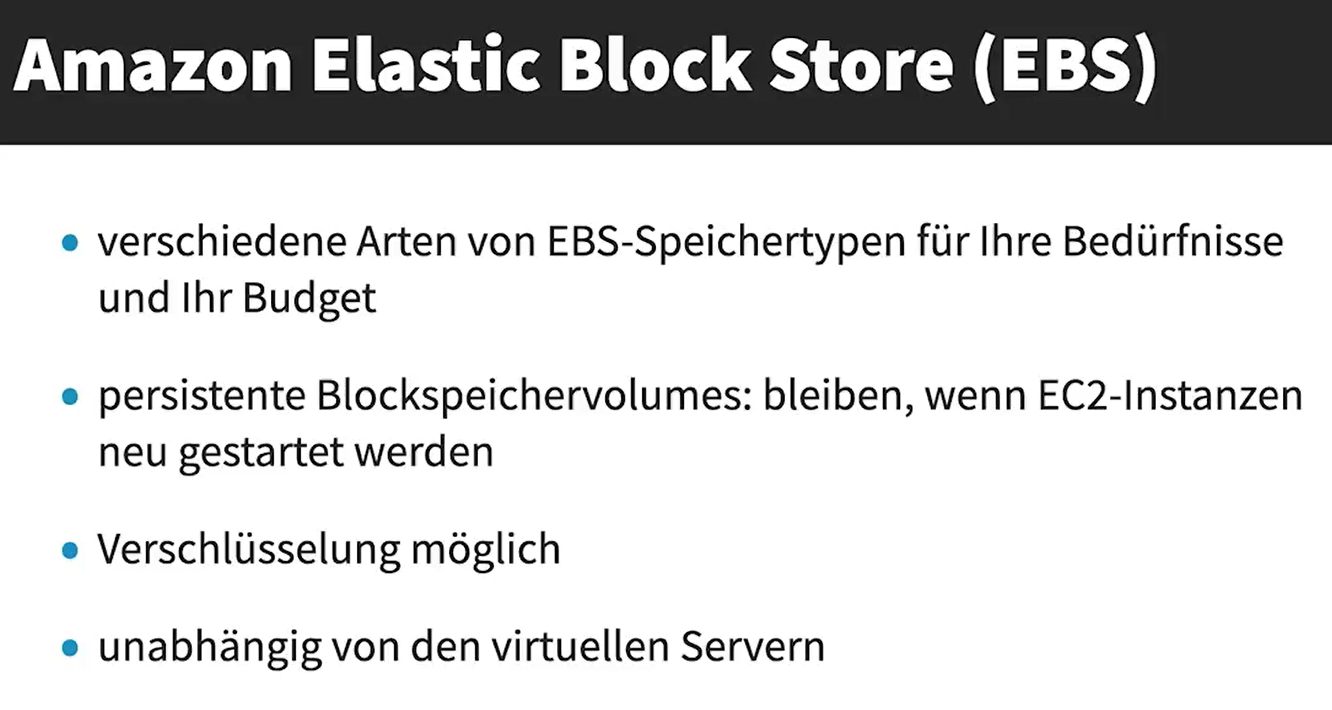 Amazon Elastic Block Store (EBS)
• verschiedene Arten von EBS-Speichertypen für Ihre Bedürfnisse
und Ihr Budget
• persistente Blockspeichervolumes: bleiben, wenn EC2-Instanzen
neu gestartet werden
• Verschlüsselung möglich
• unabhängig von den virtuellen Servern